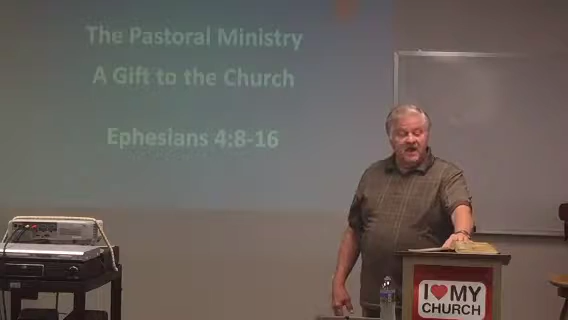 The Pastoral Ministry
A Gift to the Church
Ephesians 4:8-16
I ♥ MY
CHURCH